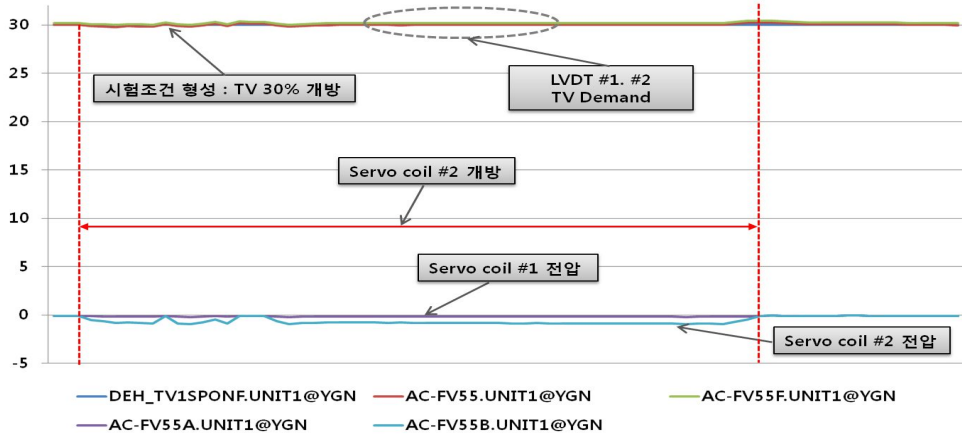 30
25
20
15
10
5
0
-5
시험조건 형성 : TV 30% 개방
LVDT #1. #2
TV Demand
Servo coil #2 개방
Servo coil #1 전압
Servo coil #2 전압
DEH_TV1SPONF.UNIT1@YGN
AC-FV55.UNIT1@YGN
AC-FV55F.UNIT1@YGN
AC-FV55A.UNIT1@YGN
AC-FV55B.UNIT1@YGN